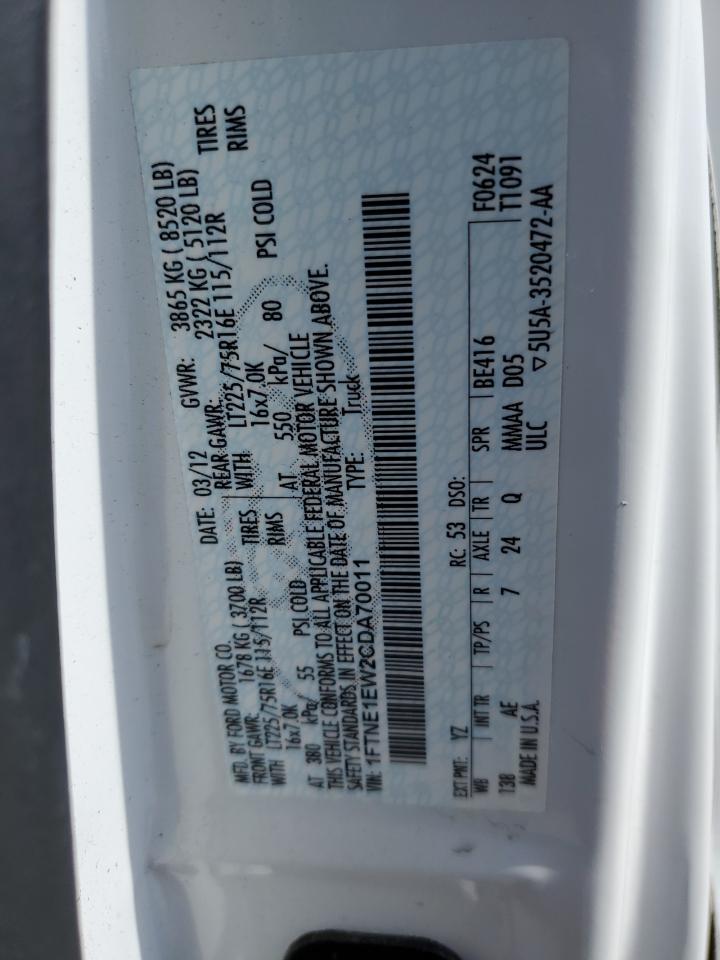 MFD. BY FORD MOTOR CO.
DATE: 03/12 GVWR: 3865 KG ( 8520 LB)
FRONT GAWR: 1678 KG ( 3700 LB) REAR GAWR: 2322 KG ( 5120 LB)
WITH LT225/75R16E 115/112R TIRES WITH LT225/75R16E 115/112R TIRES
16x7.0K RIMS 16x7.0K RIMS
AT 380 kPa/ 55 PSI COLD AT 550 kPa/ 80 PSI COLD
THIS VEHICLE CONFORMS TO ALL APPLICABLE FEDERAL MOTOR VEHICLE
SAFETY STANDARDS IN EFFECT ON THE DATE OF MANUFACTURE SHOWN ABOVE.
VIN: 1FTNE1EW2CDA70011 TYPE: Truck
EXT PNT: YZ RC: 53 DSO:
WB INT TR TP/PS R AXLE TR SPR BE416 F0624
138 AE 7 24 Q MMAA D05 T1091
MADE IN U.S.A. ULC ▽5U5A-3520472-AA